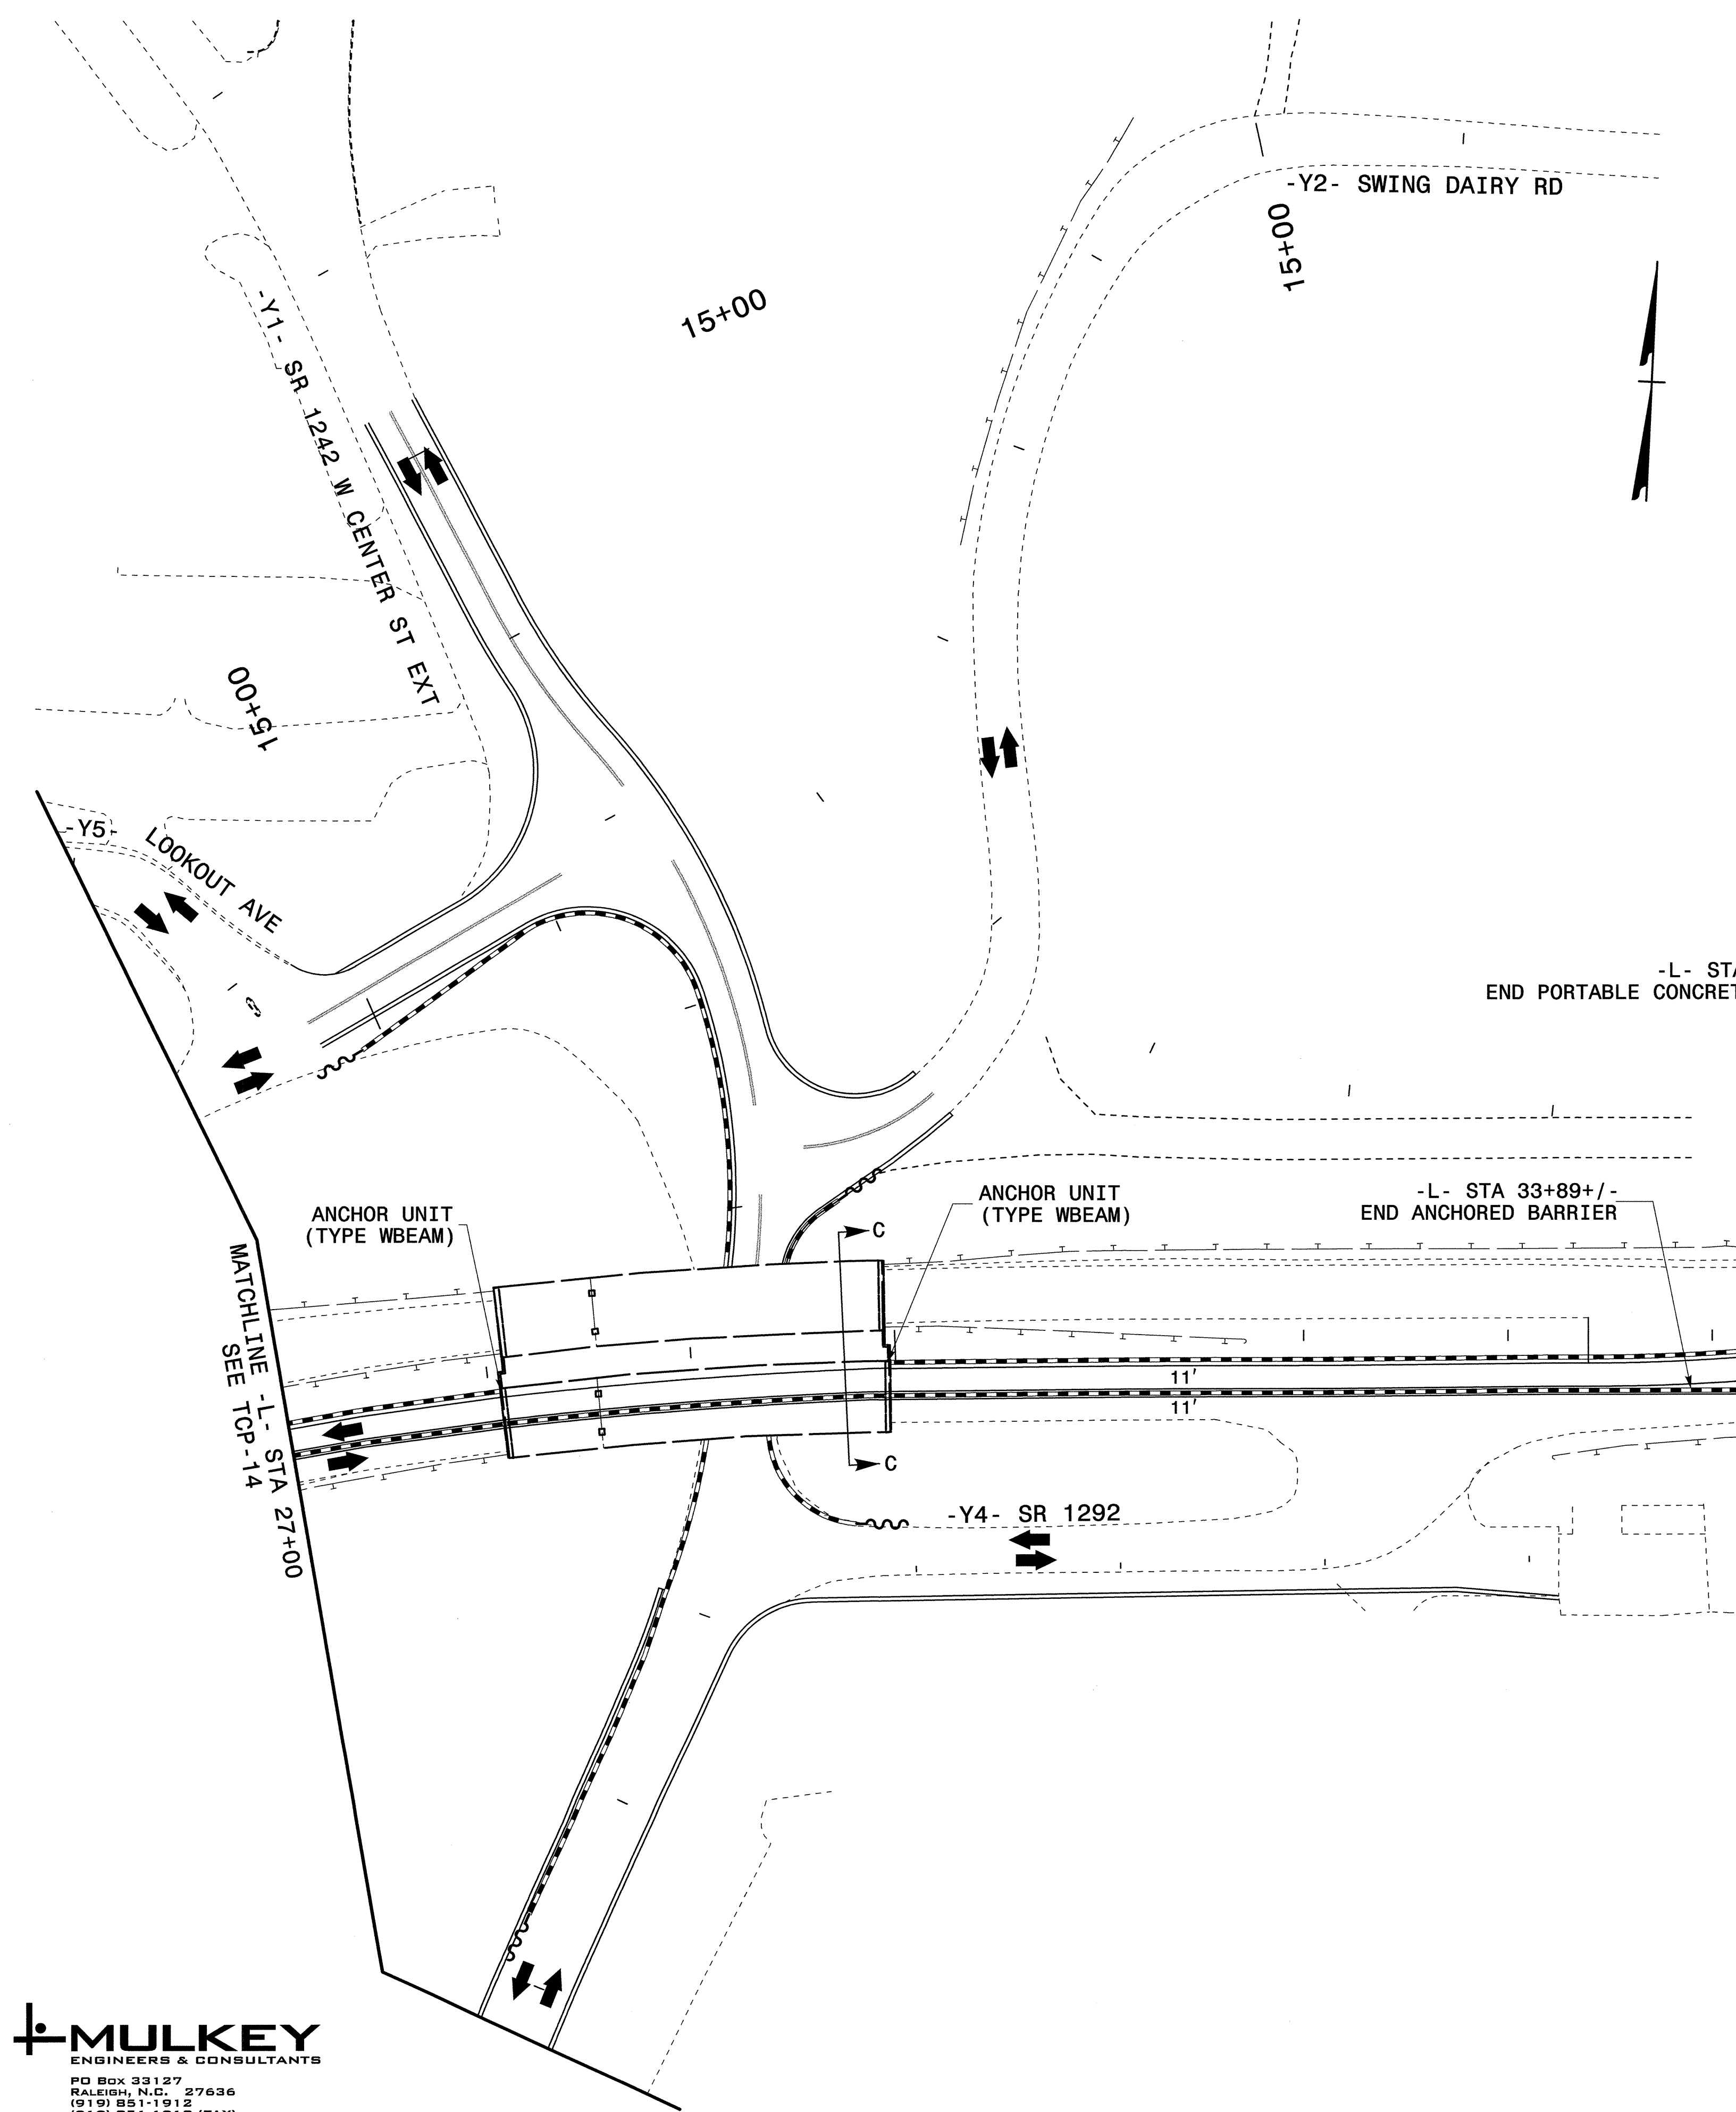 -Y2- SWING DAIRY RD
15+00
15+00
-Y1- SR 1242 W CENTER ST EXT
15+00
-Y5-
LOOKOUT AVE
-L- STA
END PORTABLE CONCRET
ANCHOR UNIT
(TYPE WBEAM)
C
ANCHOR UNIT
(TYPE WBEAM)
-L- STA 33+89+/-
END ANCHORED BARRIER
MATCHLINE -L- STA 27+00
SEE TCP-14
11'
11'
C
-Y4- SR 1292
MULKEY
ENGINEERS & CONSULTANTS
PO BOX 33127
RALEIGH, N.C. 27636
(919) 851-1912